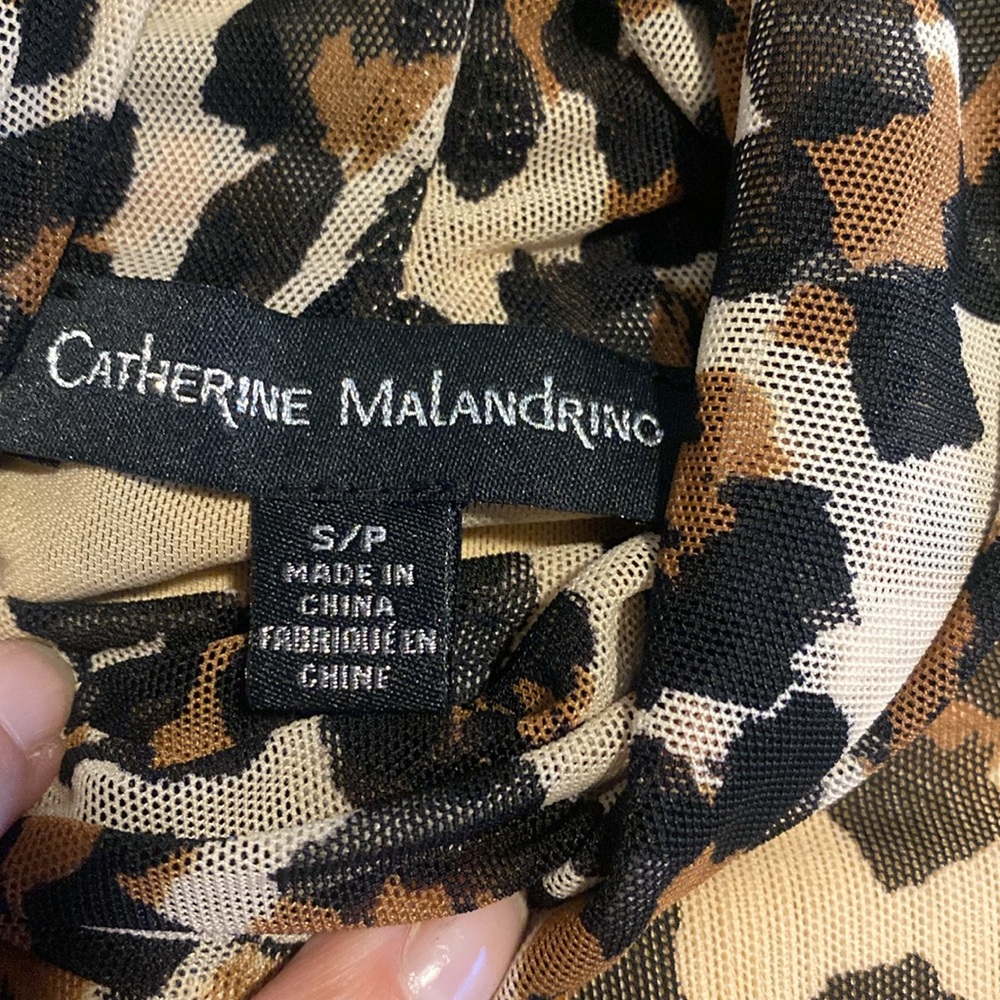 CATHERINE MALANDRINO
S/P
MADE IN
CHINA
FABRIQUÉ EN
CHINE